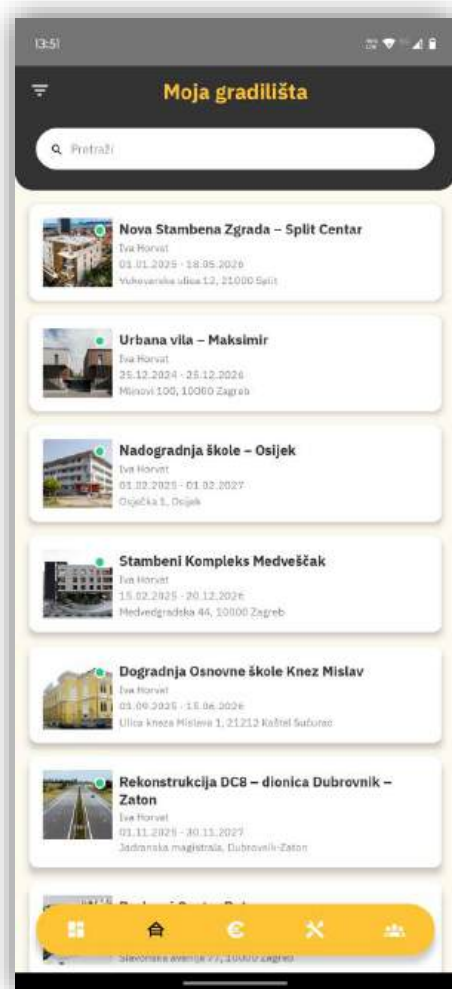 13:51
Moja gradilišta
Pretraži
Nova Stambena Zgrada – Split Centar
Iva Horvat
01.01.2025 - 18.05.2026
Vukovarska ulica 12, 21000 Split
Urbana vila – Maksimir
Iva Horvat
25.12.2024 - 25.12.2026
Mlinovi 100, 10000 Zagreb
Nadogradnja škole – Osijek
Iva Horvat
01.02.2025 - 01.02.2027
Osječka 1, Osijek
Stambeni Kompleks Medveščak
Iva Horvat
15.02.2025 - 20.12.2026
Medvedgradska 44, 10000 Zagreb
Dogradnja Osnovne škole Knez Mislav
Iva Horvat
01.09.2025 - 15.06.2026
Ulica kneza Mislava 1, 21212 Kaštel Sućurac
Rekonstrukcija DC8 – dionica Dubrovnik –
Zaton
Iva Horvat
01.11.2025 - 30.11.2027
Jadranska magistrala, Dubrovnik-Zaton
Slavonska avenija 77, 10000 Zagreb